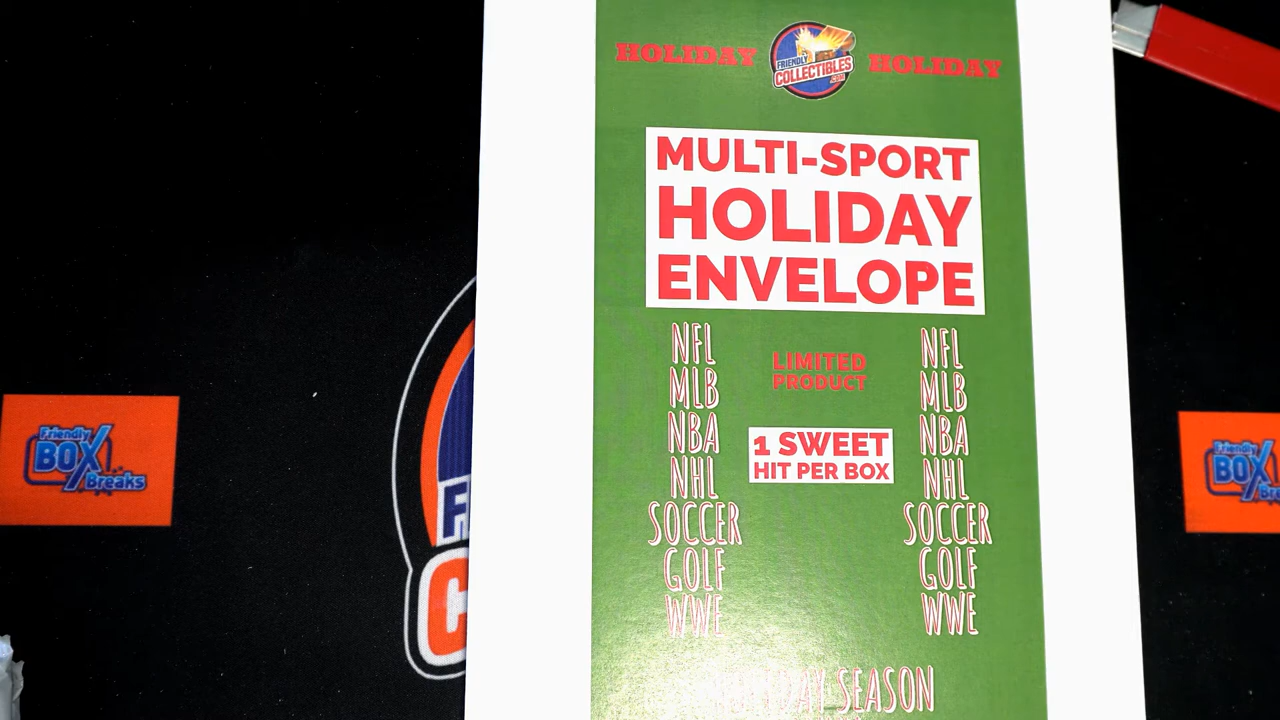 HOLIDAY
FRIENDLY
COLLECTIBLES
.COM
HOLIDAY
MULTI-SPORT
HOLIDAY
ENVELOPE
NFL
MLB
NBA
NHL
SOCCER
GOLF
WWE
LIMITED
PRODUCT
1 SWEET
HIT PER BOX
NFL
MLB
NBA
NHL
SOCCER
GOLF
WWE
SEASON
Friendly
BOX
Breaks
Friendly
BOX